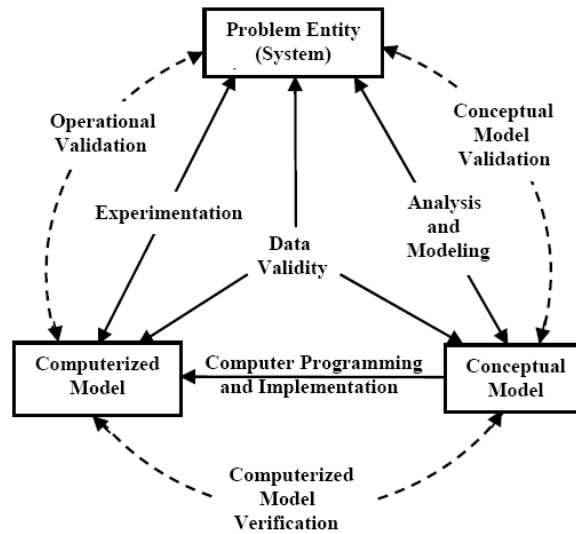 Problem Entity
(System)
Operational
Validation
Conceptual
Model
Validation
Experimentation
Analysis
and
Modeling
Data
Validity
Computerized
Model
Computer Programming
and Implementation
Conceptual
Model
Computerized
Model
Verification